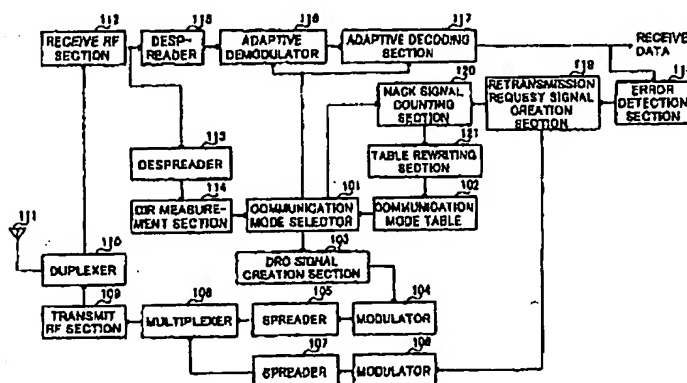 112
RECEIVE RF
SECTION
115
DESP-
READER
116
ADAPTIVE
DEMODULATOR
117
ADAPTIVE DECODING
SECTION
RECEIVE
DATA
120
NACK SIGNAL
COUNTING
SECTION
RETRANSMISSION
REQUEST SIGNAL
CREATION
SECTION
ERROR
DETECTION
SECTION
113
DESPREADER
121
TABLE REWRITING
SECTION
114
CIR MEASURE-
MENT SECTION
101
COMMUNICATION
MODE SELECTOR
102
COMMUNICATION
MODE TABLE
111
110
DUPLEXER
103
DRC SIGNAL
CREATION SECTION
109
TRANSMIT
RF SECTION
108
MULTIPLEXER
105
SPREADER
104
MODULATOR
107
SPREADER
106
MODULATOR